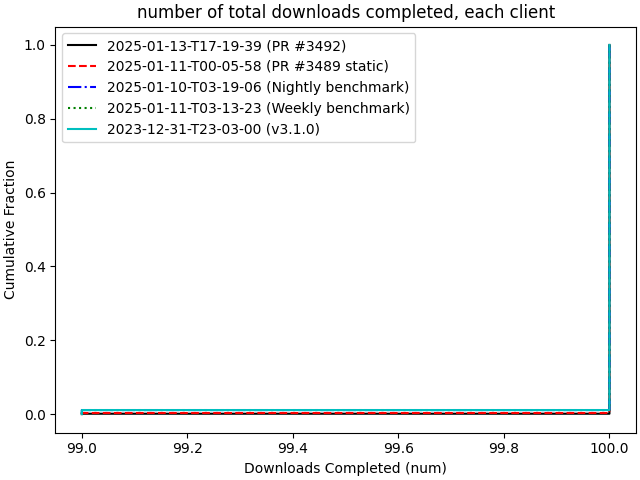 number of total downloads completed, each client
1.0
0.8
0.6
0.4
0.2
0.0
Cumulative Fraction
2025-01-13-T17-19-39 (PR #3492)
2025-01-11-T00-05-58 (PR #3489 static)
2025-01-10-T03-19-06 (Nightly benchmark)
2025-01-11-T03-13-23 (Weekly benchmark)
2023-12-31-T23-03-00 (v3.1.0)
99.0 99.2 99.4 99.6 99.8 100.0
Downloads Completed (num)